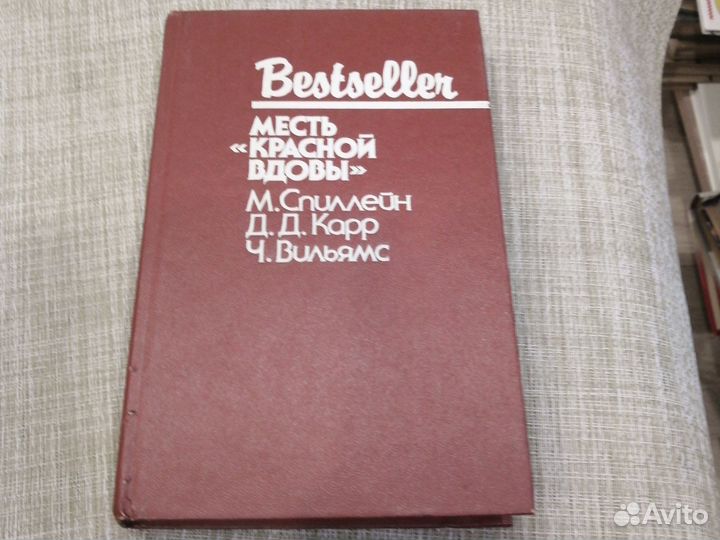 Bestseller
МЕСТЬ
«КРАСНОЙ
ВДОВЫ»
М. Спиллейн
Д. Д. Карр
Ч. Вильямс
Avito